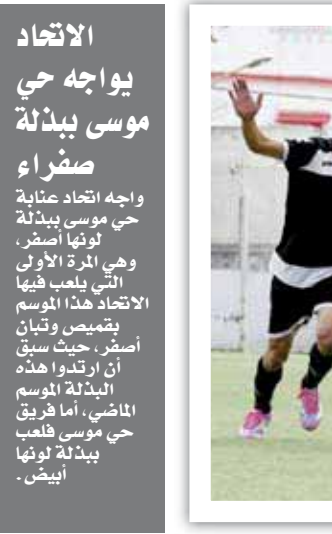 الاتحاد
يواجه حي
موسى ببذلة
صفراء
واجه اتحاد عنابة
حي موسى ببذلة
لونها أصفر،
وهي المرة الأولى
التي يلعب فيها
الاتحاد هذا الموسم
بقميص وتبان
أصفر، حيث سبق
أن ارتدوا هذه
البذلة الموسم
الماضي، أما فريق
حي موسى فلعب
ببذلة لونها
أبيض.